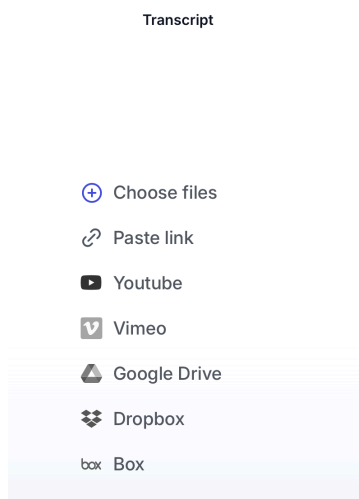 Transcript
Choose files
Paste link
Youtube
Vimeo
Google Drive
Dropbox
box Box